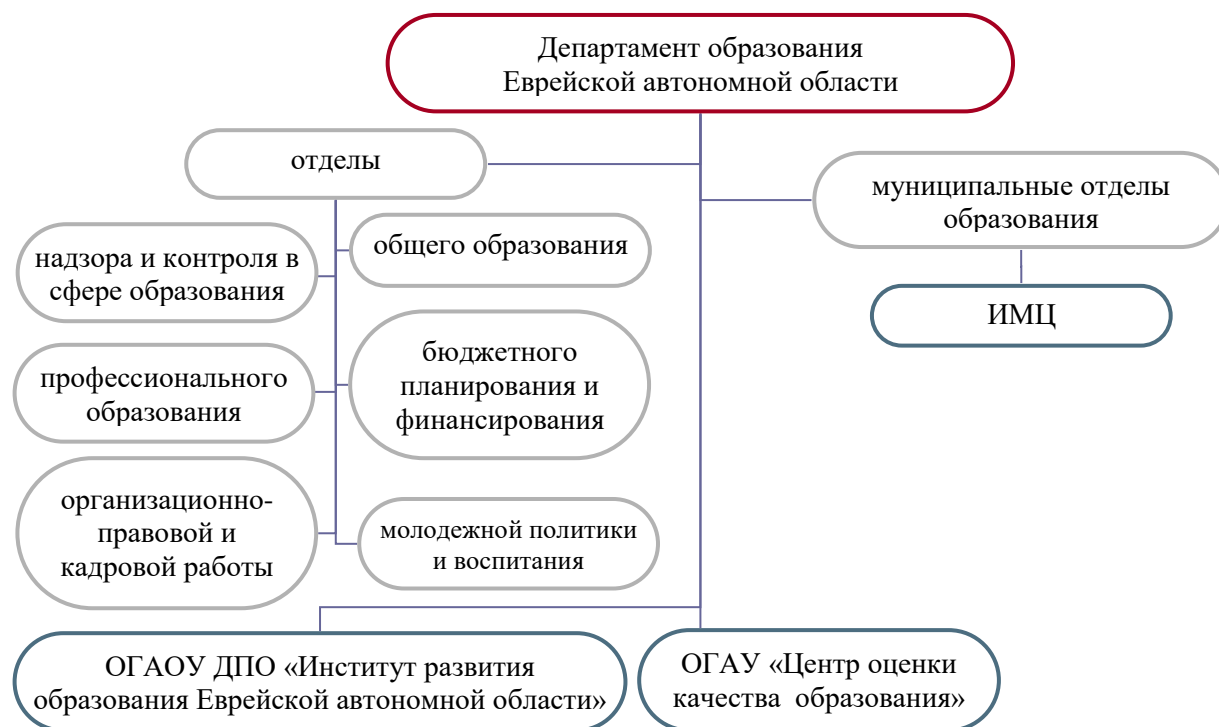 Департамент образования
Еврейской автономной области
отделы
муниципальные отделы
образования
общего образования
надзора и контроля в
сфере образования
ИМЦ
бюджетного
планирования и
финансирования
профессионального
образования
организационно-
правовой и
кадровой работы
молодежной политики
и воспитания
ОГАОУ ДПО «Институт развития
образования Еврейской автономной области»
ОГАУ «Центр оценки
качества образования»